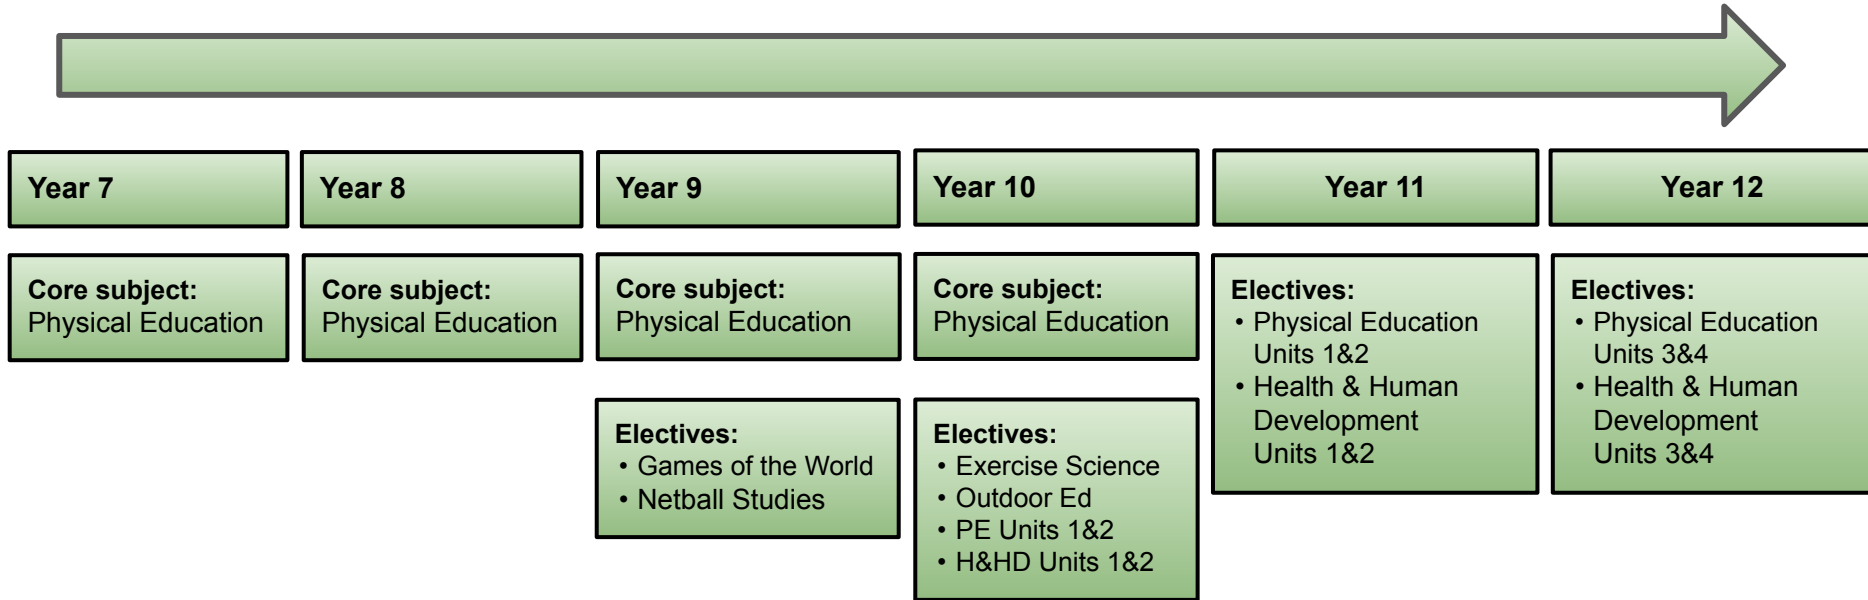 Year 7
Year 8
Year 9
Year 10
Year 11
Year 12
Core subject:
Physical Education
Core subject:
Physical Education
Core subject:
Physical Education
Core subject:
Physical Education
Electives:
• Physical Education
Units 1&2
• Health & Human
Development
Units 1&2
Electives:
• Physical Education
Units 3&4
• Health & Human
Development
Units 3&4
Electives:
• Games of the World
• Netball Studies
Electives:
• Exercise Science
• Outdoor Ed
• PE Units 1&2
• H&HD Units 1&2